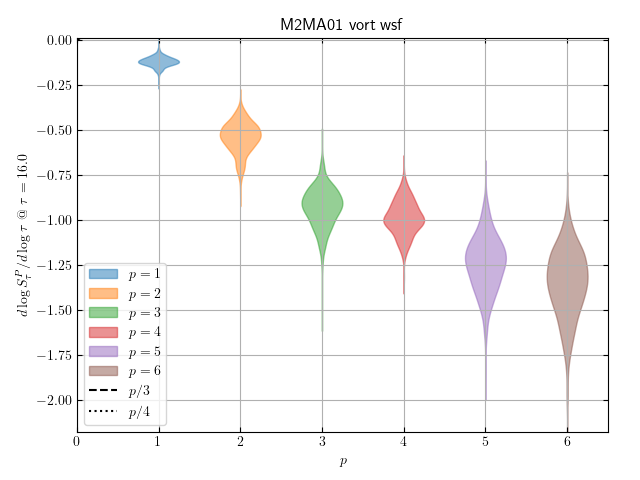 M2MA01 vort wsf
0.00
−0.25
−0.50
−0.75
−1.00
−1.25
−1.50
−1.75
−2.00
d log S_τ^P / d log τ @ τ = 16.0
p = 1
p = 2
p = 3
p = 4
p = 5
p = 6
p/3
p/4
0 1 2 3 4 5 6
p